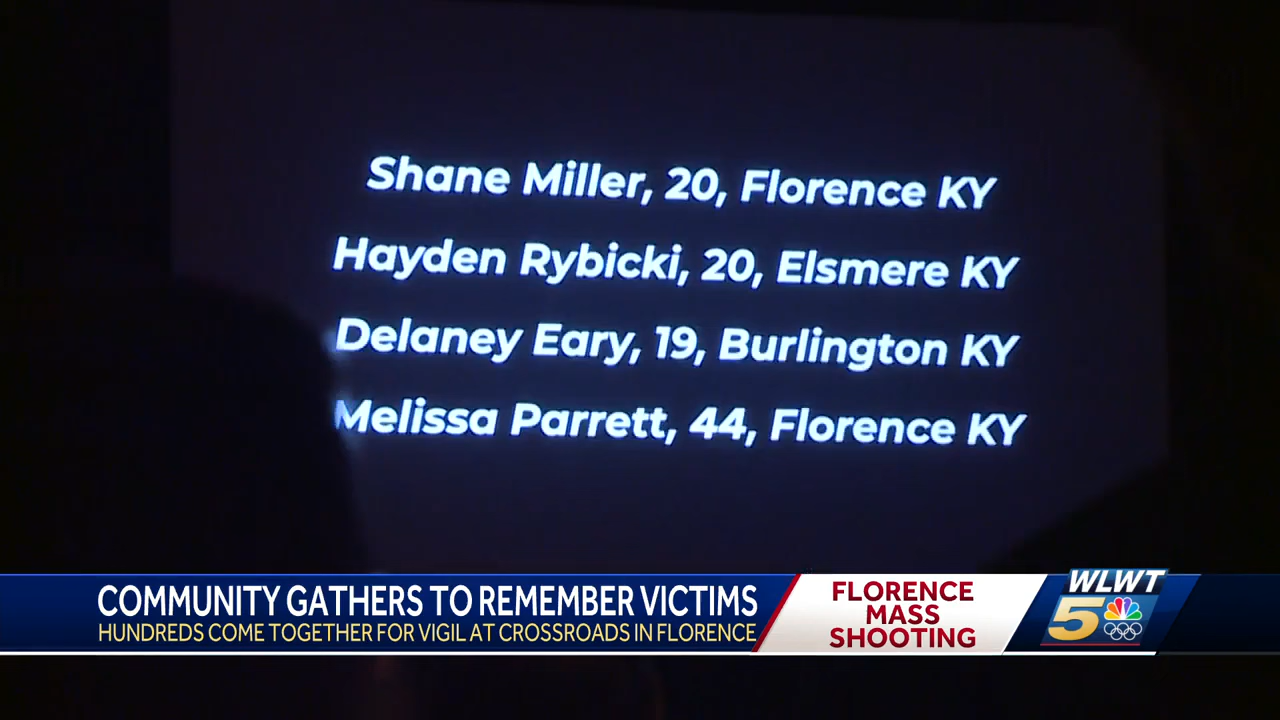 Shane Miller, 20, Florence KY
Hayden Rybicki, 20, Elsmere KY
Delaney Eary, 19, Burlington KY
Melissa Parrett, 44, Florence KY
COMMUNITY GATHERS TO REMEMBER VICTIMS
HUNDREDS COME TOGETHER FOR VIGIL AT CROSSROADS IN FLORENCE
FLORENCE
MASS
SHOOTING
WLWT
5